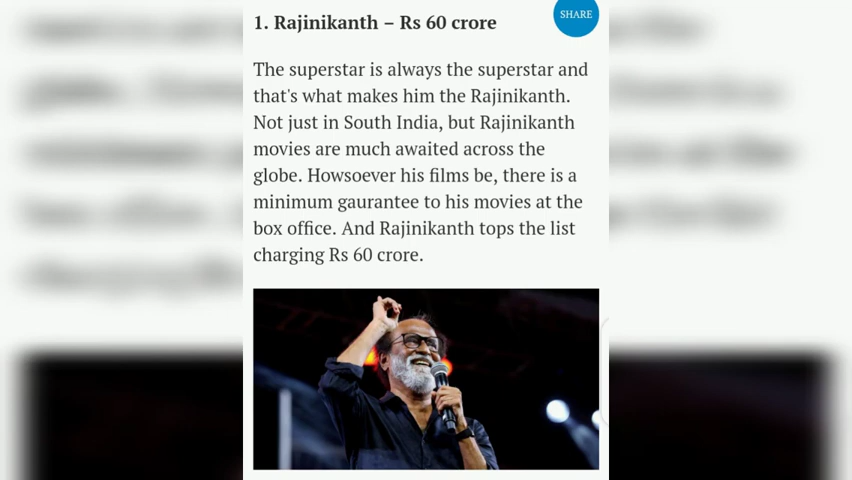 1. Rajinikanth – Rs 60 crore
SHARE
The superstar is always the superstar and
that's what makes him the Rajinikanth.
Not just in South India, but Rajinikanth
movies are much awaited across the
globe. Howsoever his films be, there is a
minimum gaurantee to his movies at the
box office. And Rajinikanth tops the list
charging Rs 60 crore.